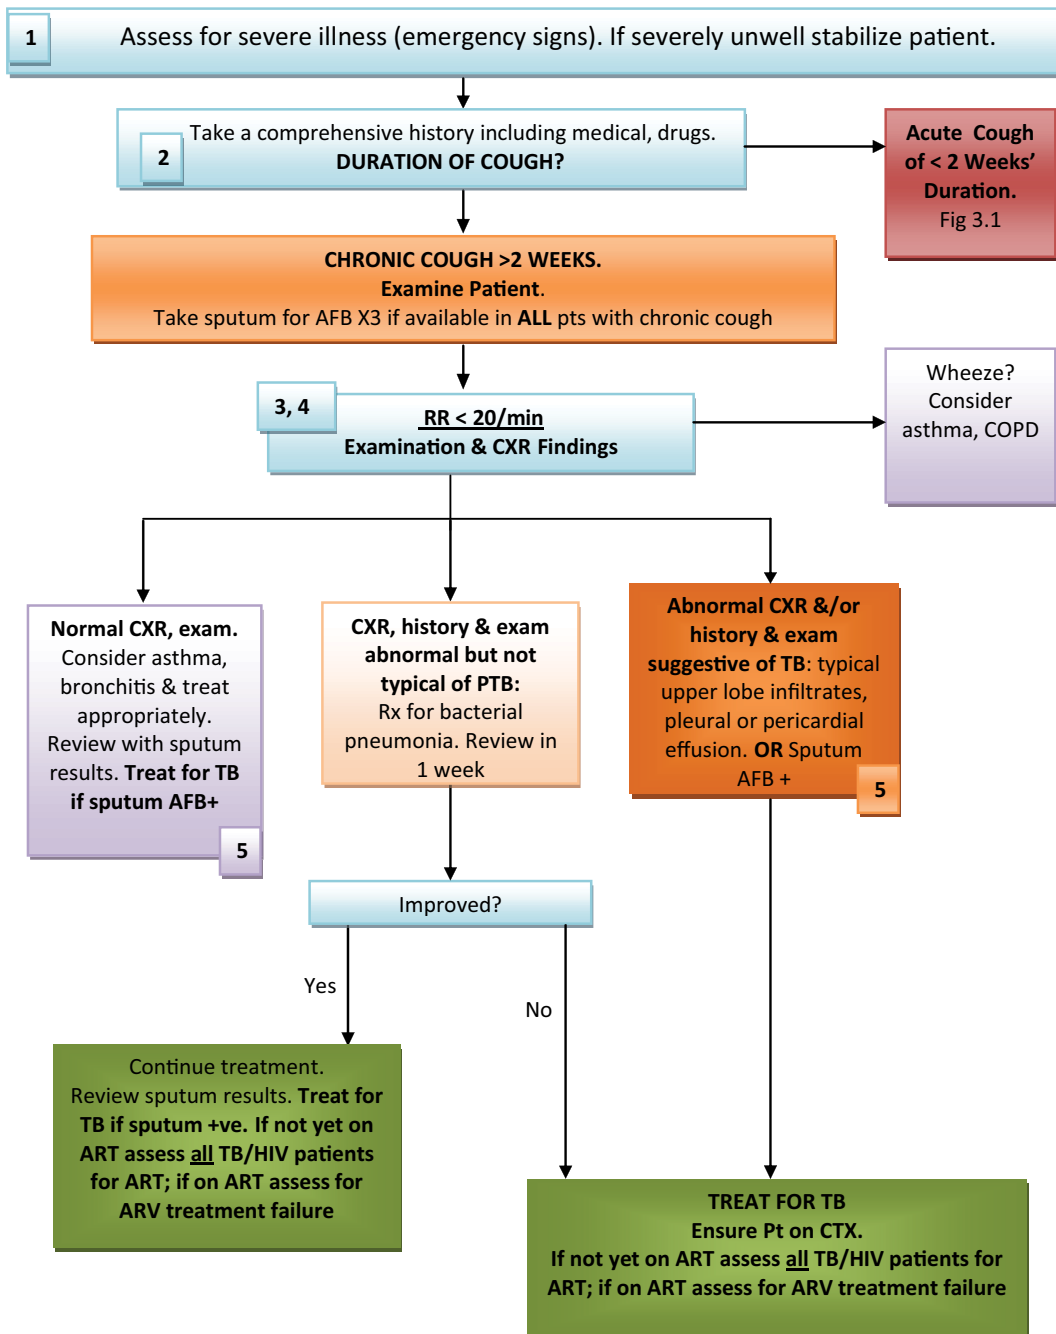 1
Assess for severe illness (emergency signs). If severely unwell stabilize patient.
2
Take a comprehensive history including medical, drugs.
DURATION OF COUGH?
Acute Cough
of < 2 Weeks'
Duration.
Fig 3.1
CHRONIC COUGH >2 WEEKS.
Examine Patient.
Take sputum for AFB X3 if available in ALL pts with chronic cough
3, 4
RR < 20/min
Examination & CXR Findings
Wheeze?
Consider
asthma, COPD
Normal CXR, exam.
Consider asthma,
bronchitis & treat
appropriately.
Review with sputum
results. Treat for TB
if sputum AFB+
5
CXR, history & exam
abnormal but not
typical of PTB:
Rx for bacterial
pneumonia. Review in
1 week
Abnormal CXR &/or
history & exam
suggestive of TB: typical
upper lobe infiltrates,
pleural or pericardial
effusion. OR Sputum
AFB +
5
Improved?
Yes
No
Continue treatment.
Review sputum results. Treat for
TB if sputum +ve. If not yet on
ART assess all TB/HIV patients
for ART; if on ART assess for
ARV treatment failure
TREAT FOR TB
Ensure Pt on CTX.
If not yet on ART assess all TB/HIV patients for
ART; if on ART assess for ARV treatment failure